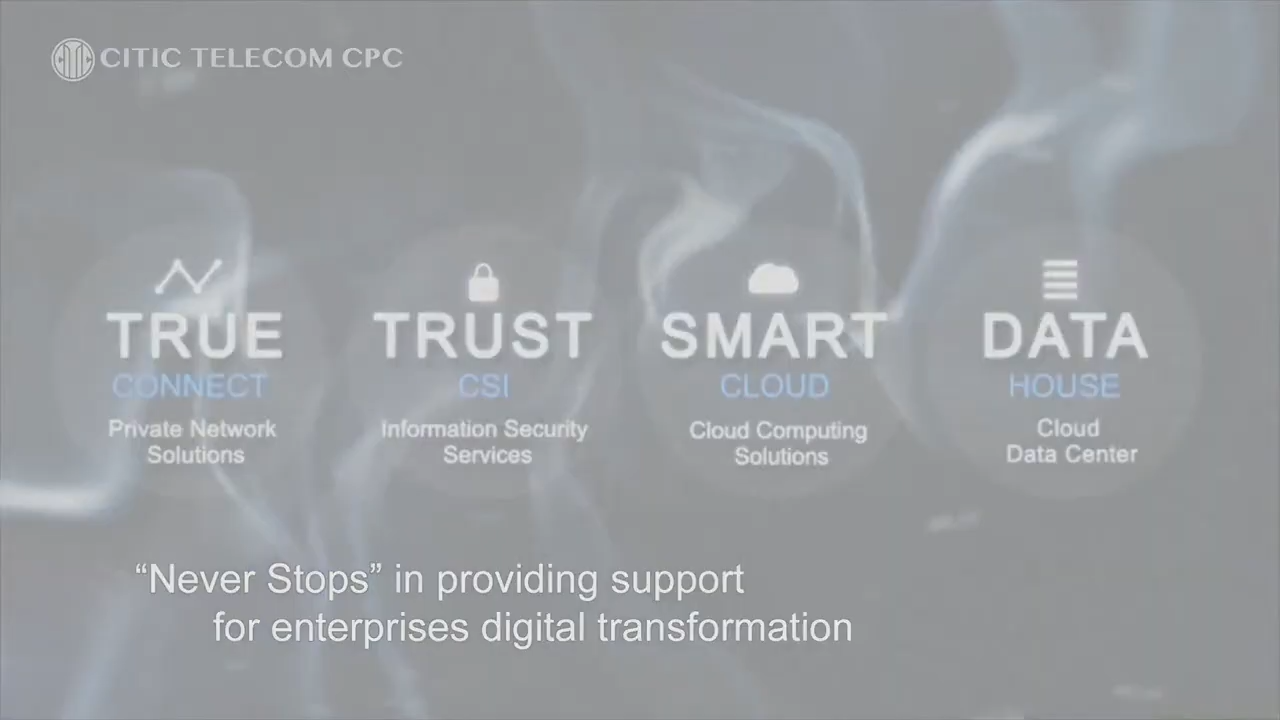 CITIC TELECOM CPC
TRUE
CONNECT
Private Network
Solutions
TRUST
CSI
Information Security
Services
SMART
CLOUD
Cloud Computing
Solutions
DATA
HOUSE
Cloud
Data Center
“Never Stops” in providing support
for enterprises digital transformation